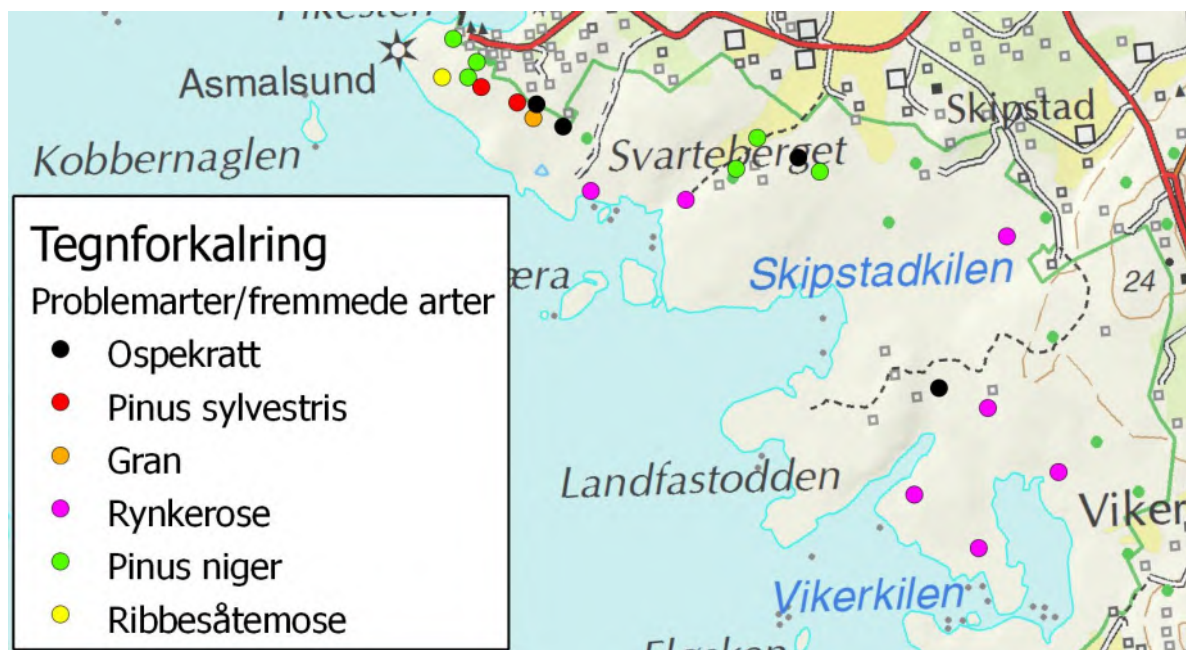 Asmalsund
Kobbernaglen
Svarteberget
Skipstad
Skipstadkilen
24
Landfastodden
Viker
Vikerkilen
Tegnforkalring
Problemarter/fremmede arter
Ospekratt
Pinus sylvestris
Gran
Rynkerose
Pinus niger
Ribbesåtemose